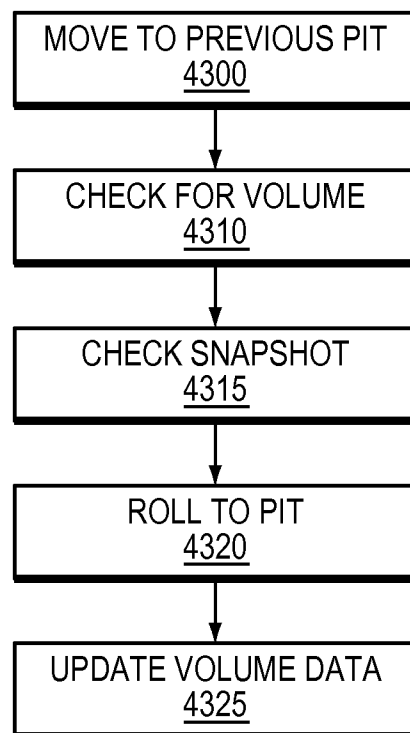 MOVE TO PREVIOUS PIT
4300
CHECK FOR VOLUME
4310
CHECK SNAPSHOT
4315
ROLL TO PIT
4320
UPDATE VOLUME DATA
4325